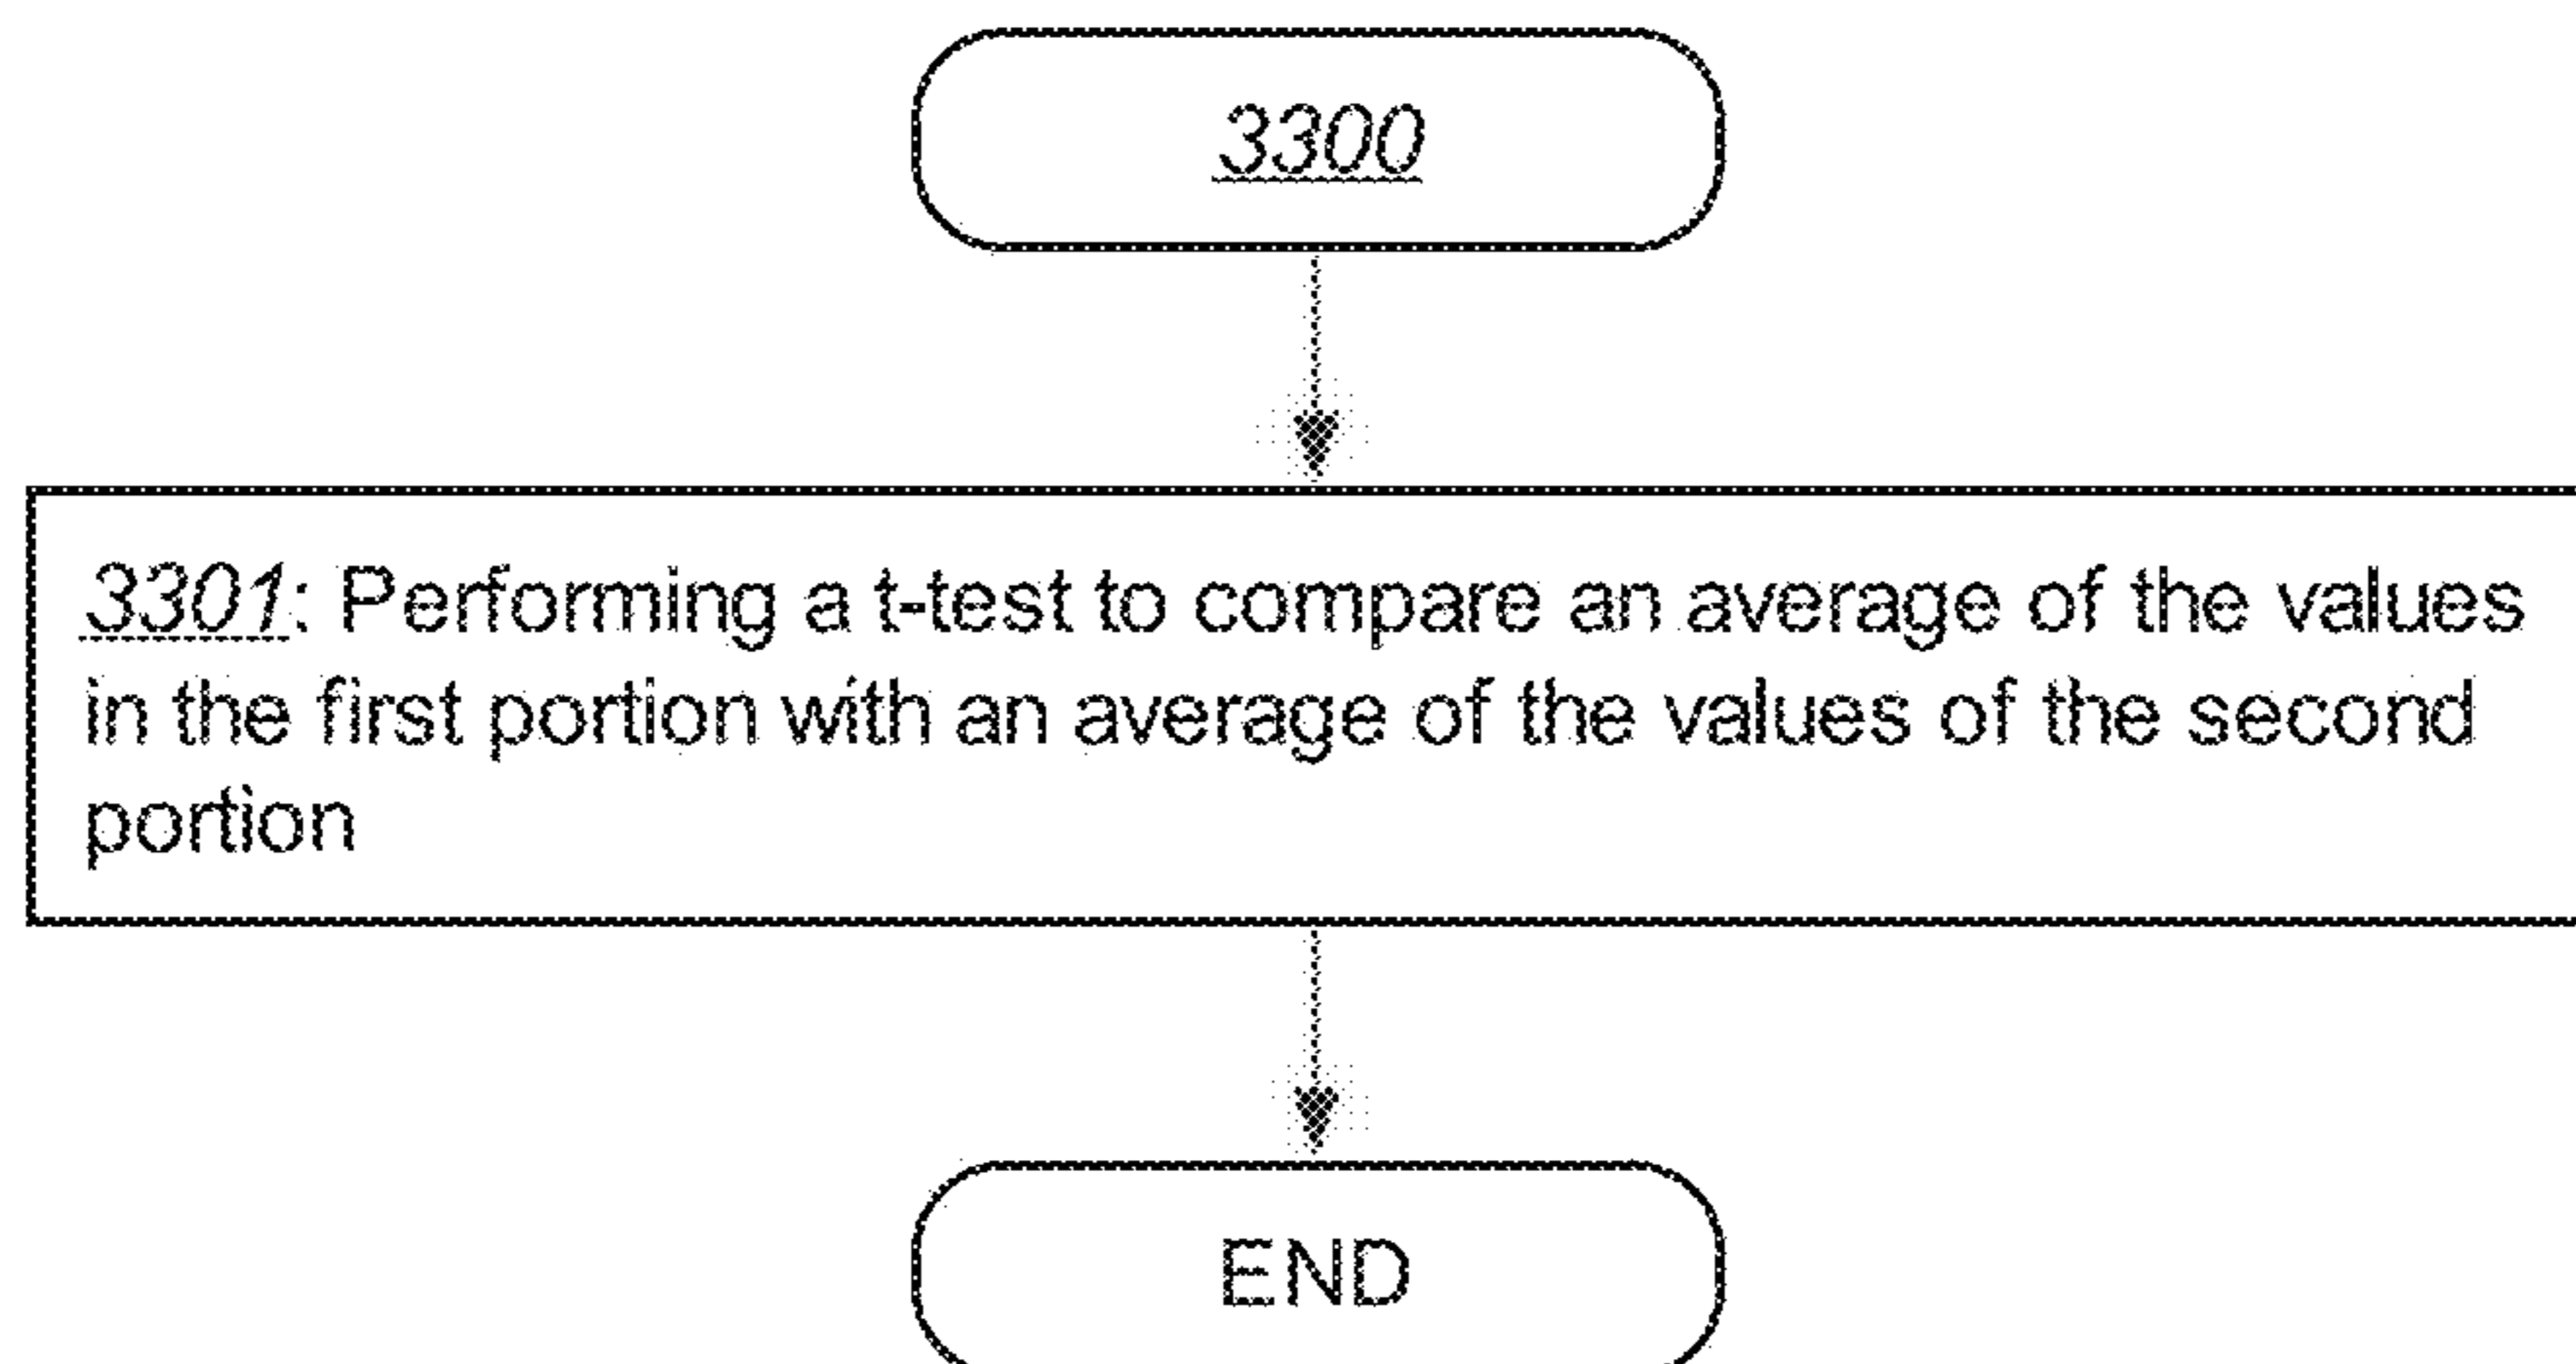 3300
3301: Performing a t-test to compare an average of the values
in the first portion with an average of the values of the second
portion
END